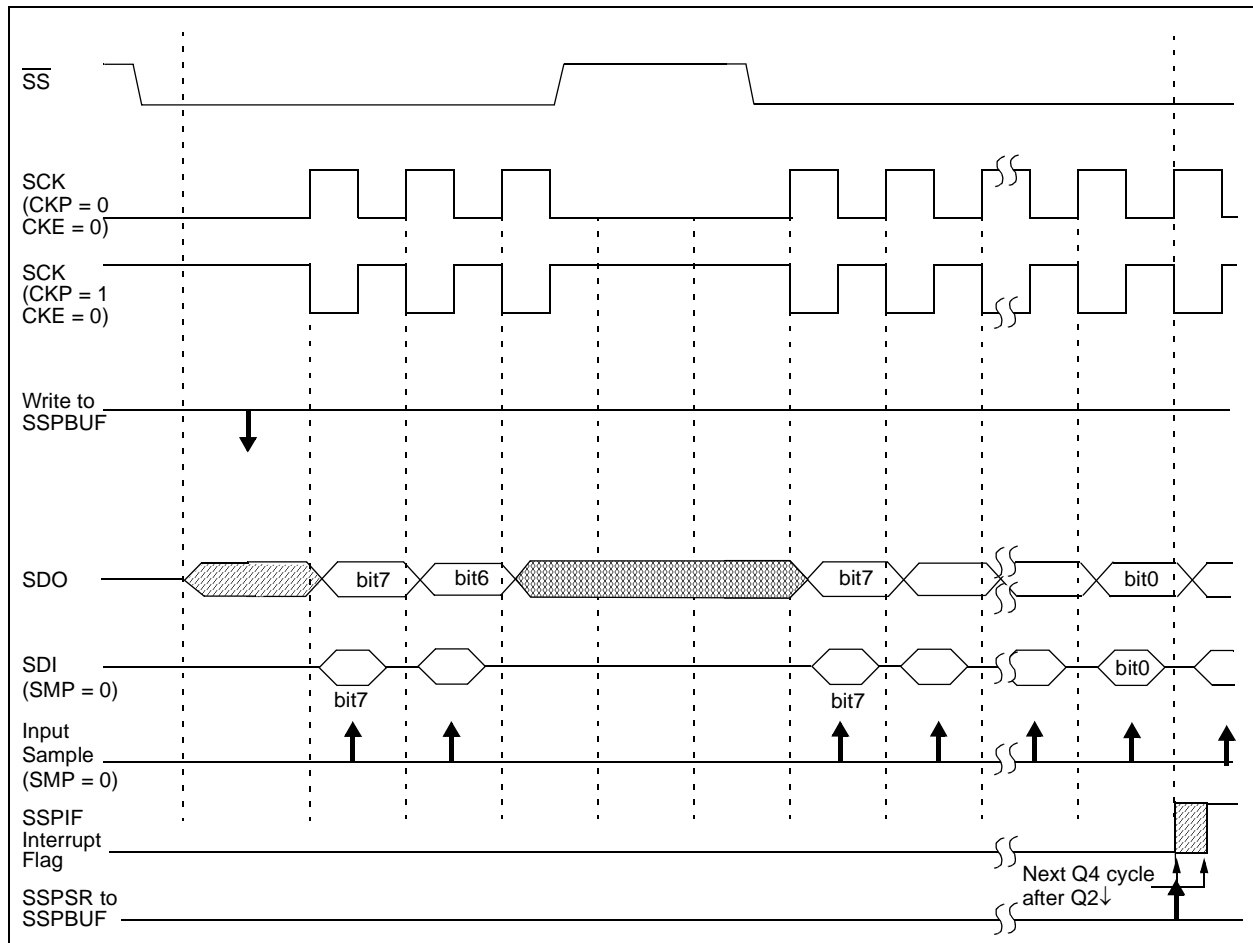 SS
SCK
(CKP = 0
CKE = 0)
SCK
(CKP = 1
CKE = 0)
Write to
SSPBUF
SDO
bit7
bit6
bit7
bit0
SDI
(SMP = 0)
bit7
bit7
bit0
Input
Sample
(SMP = 0)
SSPIF
Interrupt
Flag
Next Q4 cycle
after Q2↓
SSPSR to
SSPBUF